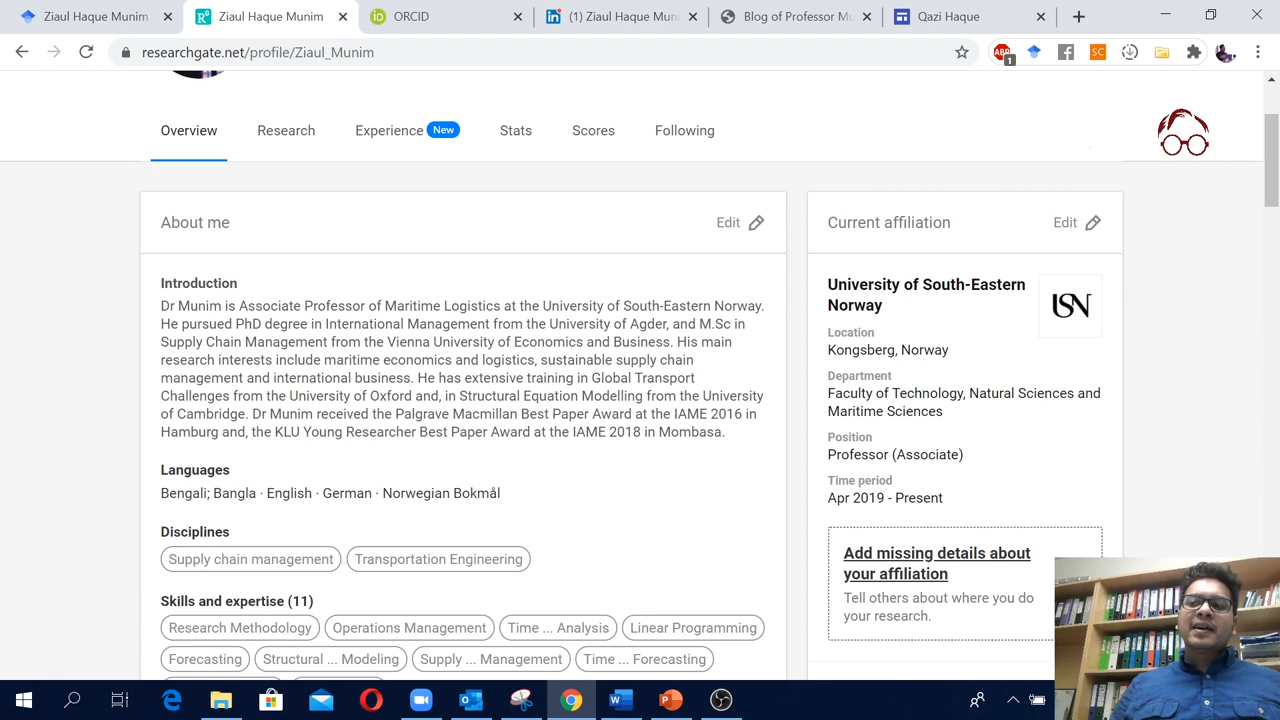 Ziaul Haque Munim
Ziaul Haque Munim
ORCID
(1) Ziaul Haque Mun
Blog of Professor Mu
Qazi Haque
researchgate.net/profile/Ziaul_Munim
ABP
1
SC
Overview
Research
Experience New
Stats
Scores
Following
About me
Edit
Introduction
Dr Munim is Associate Professor of Maritime Logistics at the University of South-Eastern Norway.
He pursued PhD degree in International Management from the University of Agder, and M.Sc in
Supply Chain Management from the Vienna University of Economics and Business. His main
research interests include maritime economics and logistics, sustainable supply chain
management and international business. He has extensive training in Global Transport
Challenges from the University of Oxford and, in Structural Equation Modelling from the University
of Cambridge. Dr Munim received the Palgrave Macmillan Best Paper Award at the IAME 2016 in
Hamburg and, the KLU Young Researcher Best Paper Award at the IAME 2018 in Mombasa.
Languages
Bengali; Bangla · English · German · Norwegian Bokmål
Disciplines
Supply chain management
Transportation Engineering
Skills and expertise (11)
Research Methodology
Operations Management
Time ... Analysis
Linear Programming
Forecasting
Structural ... Modeling
Supply ... Management
Time ... Forecasting
Current affiliation
Edit
University of South-Eastern
Norway
USN
Location
Kongsberg, Norway
Department
Faculty of Technology, Natural Sciences and
Maritime Sciences
Position
Professor (Associate)
Time period
Apr 2019 - Present
Add missing details about
your affiliation
Tell others about where you do
your research.